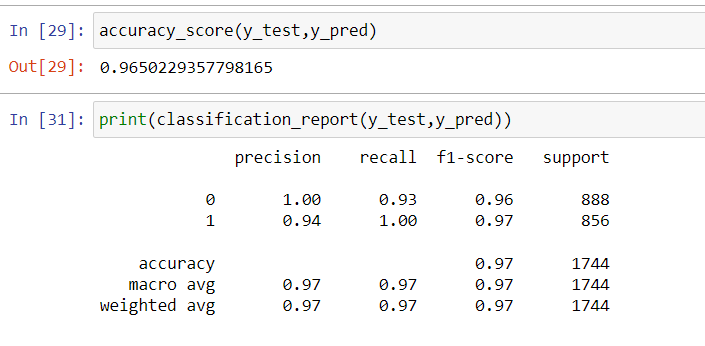 In [29]: accuracy_score(y_test,y_pred)
Out[29]: 0.9650229357798165
In [31]: print(classification_report(y_test,y_pred))
precision recall f1-score support
0 1.00 0.93 0.96 888
1 0.94 1.00 0.97 856
accuracy 0.97 1744
macro avg 0.97 0.97 0.97 1744
weighted avg 0.97 0.97 0.97 1744